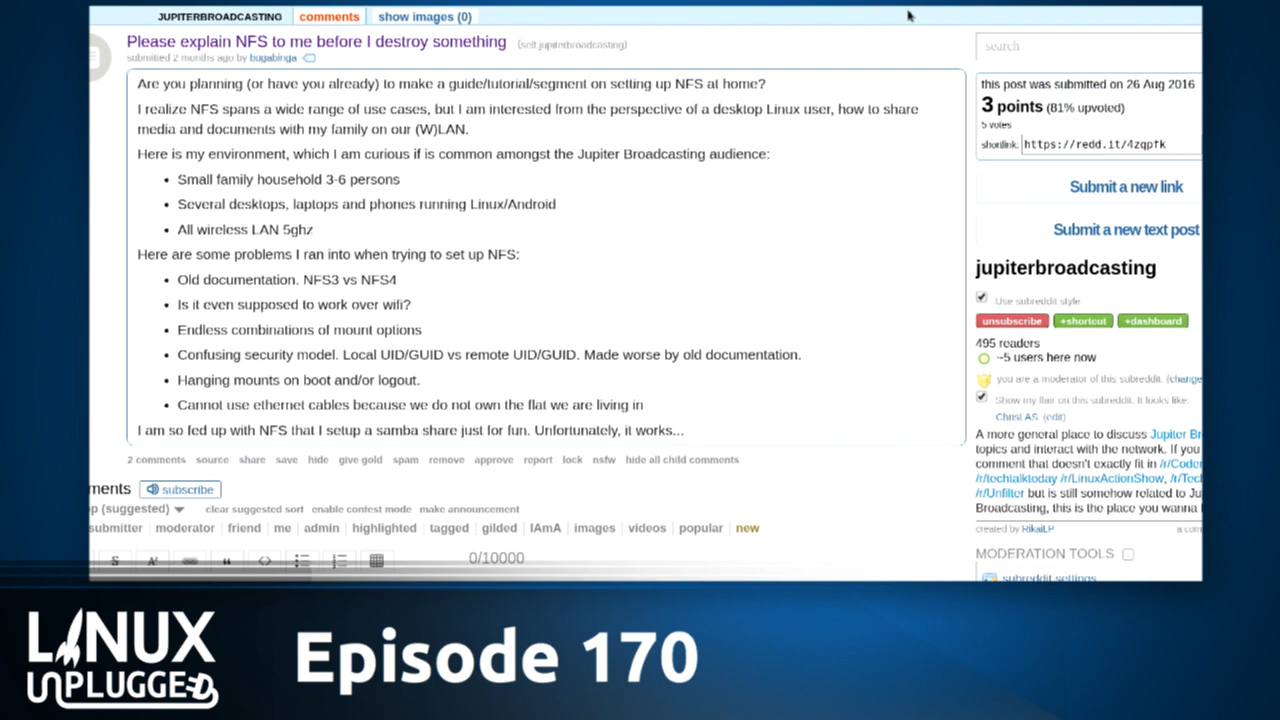 JUPITERBROADCASTING comments show images (0)
Please explain NFS to me before I destroy something (self.jupiterbroadcasting)
submitted 2 months ago by bugabinga
Are you planning (or have you already) to make a guide/tutorial/segment on setting up NFS at home?
I realize NFS spans a wide range of use cases, but I am interested from the perspective of a desktop Linux user, how to share
media and documents with my family on our (W)LAN.
Here is my environment, which I am curious if is common amongst the Jupiter Broadcasting audience:
• Small family household 3-6 persons
• Several desktops, laptops and phones running Linux/Android
• All wireless LAN 5ghz
Here are some problems I ran into when trying to set up NFS:
• Old documentation. NFS3 vs NFS4
• Is it even supposed to work over wifi?
• Endless combinations of mount options
• Confusing security model. Local UID/GUID vs remote UID/GUID. Made worse by old documentation.
• Hanging mounts on boot and/or logout.
• Cannot use ethernet cables because we do not own the flat we are living in
I am so fed up with NFS that I setup a samba share just for fun. Unfortunately, it works...
2 comments source share save hide give gold spam remove approve report lock nsfw hide all child comments
ments subscribe
p (suggested) clear suggested sort enable contest mode make announcement
submitter moderator friend me admin highlighted tagged gilded IAmA images videos popular new
0/10000
search
this post was submitted on 26 Aug 2016
3 points (81% upvoted)
5 votes
shortlink: https://redd.it/4zqpfk
Submit a new link
Submit a new text post
jupiterbroadcasting
Use subreddit style
unsubscribe +shortcut +dashboard
495 readers
~5 users here now
you are a moderator of this subreddit. (change
Show my flair on this subreddit. It looks like:
ChrisLAS (edit)
A more general place to discuss Jupiter Br
topics and interact with the network. If you
comment that doesn't exactly fit in /r/Coder
/r/techtalktoday /r/LinuxActionShow, /r/Tec
/r/Unfilter but is still somehow related to Ju
Broadcasting, this is the place you wanna
created by RikaiLP a com
MODERATION TOOLS
subreddit settings
LINUX
UNPLUGGED
Episode 170